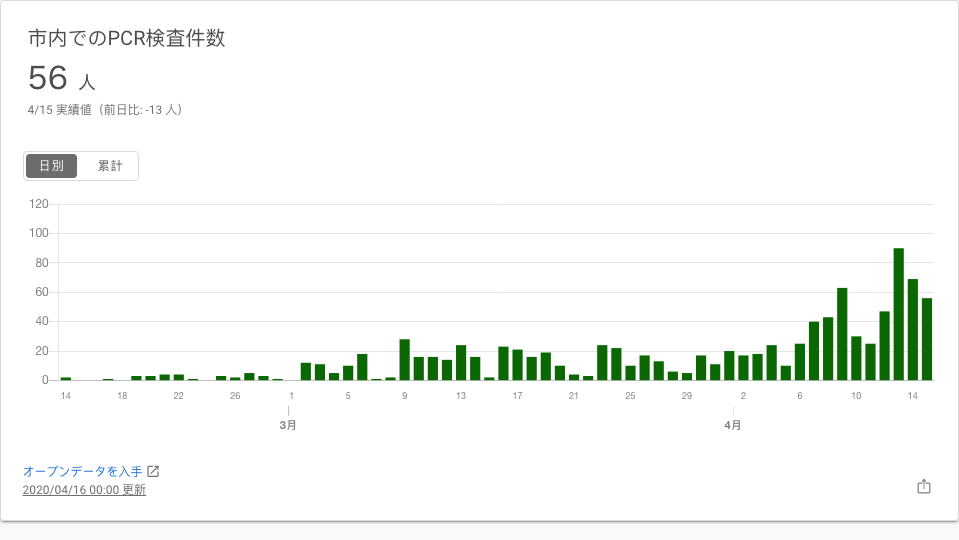 市内でのPCR検査件数
56 人
4/15 実績値（前日比: -13 人）
日別 累計
120
100
80
60
40
20
0
14 18 22 26 1 5 9 13 17 21 25 29 2 6 10 14
3月 4月
オープンデータを入手
2020/04/16 00:00 更新